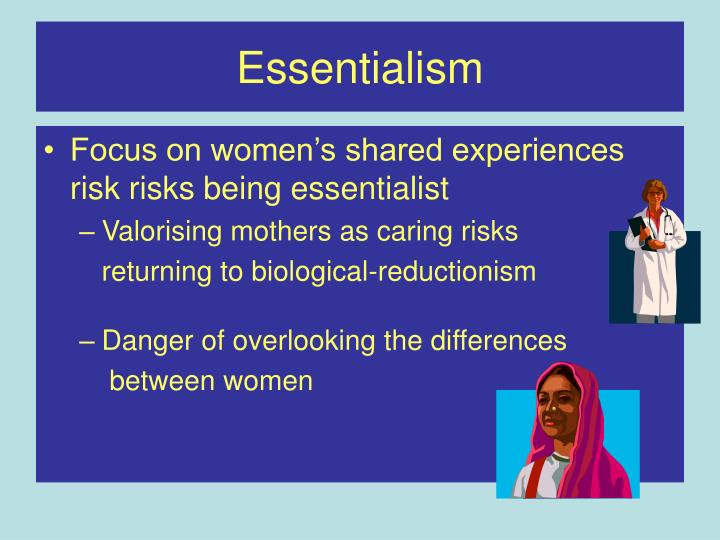 Essentialism
• Focus on women’s shared experiences
risk risks being essentialist
– Valorising mothers as caring risks
returning to biological-reductionism
– Danger of overlooking the differences
between women